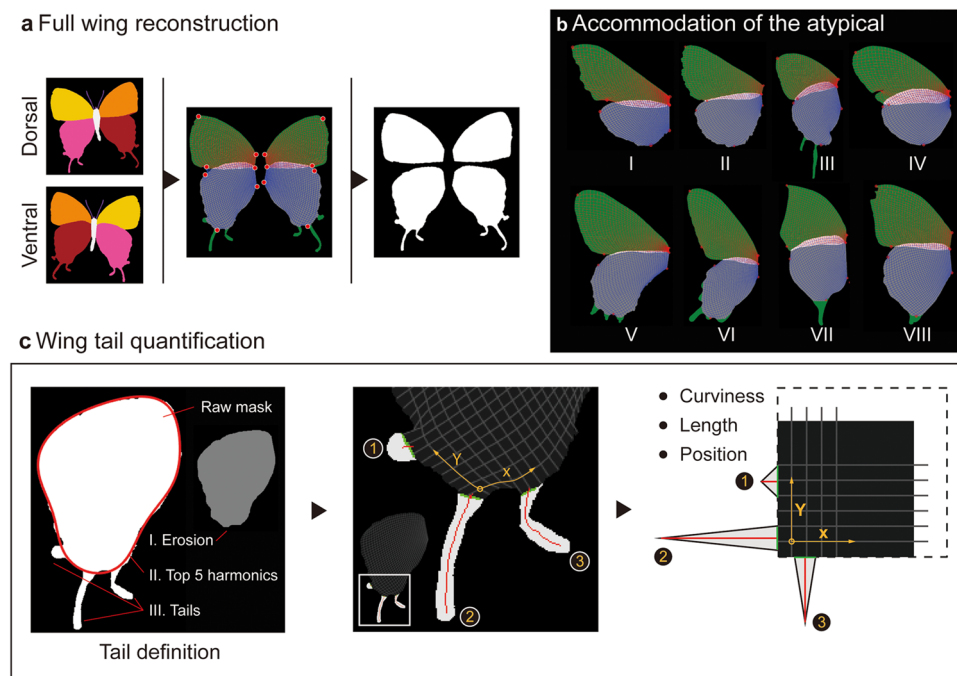 a Full wing reconstruction
Dorsal
Ventral
b Accommodation of the atypical
I
II
III
IV
V
VI
VII
VIII
c Wing tail quantification
Raw mask
I. Erosion
II. Top 5 harmonics
III. Tails
Tail definition
1
Y
x
2
3
● Curviness
● Length
● Position
1
Y
x
2
3